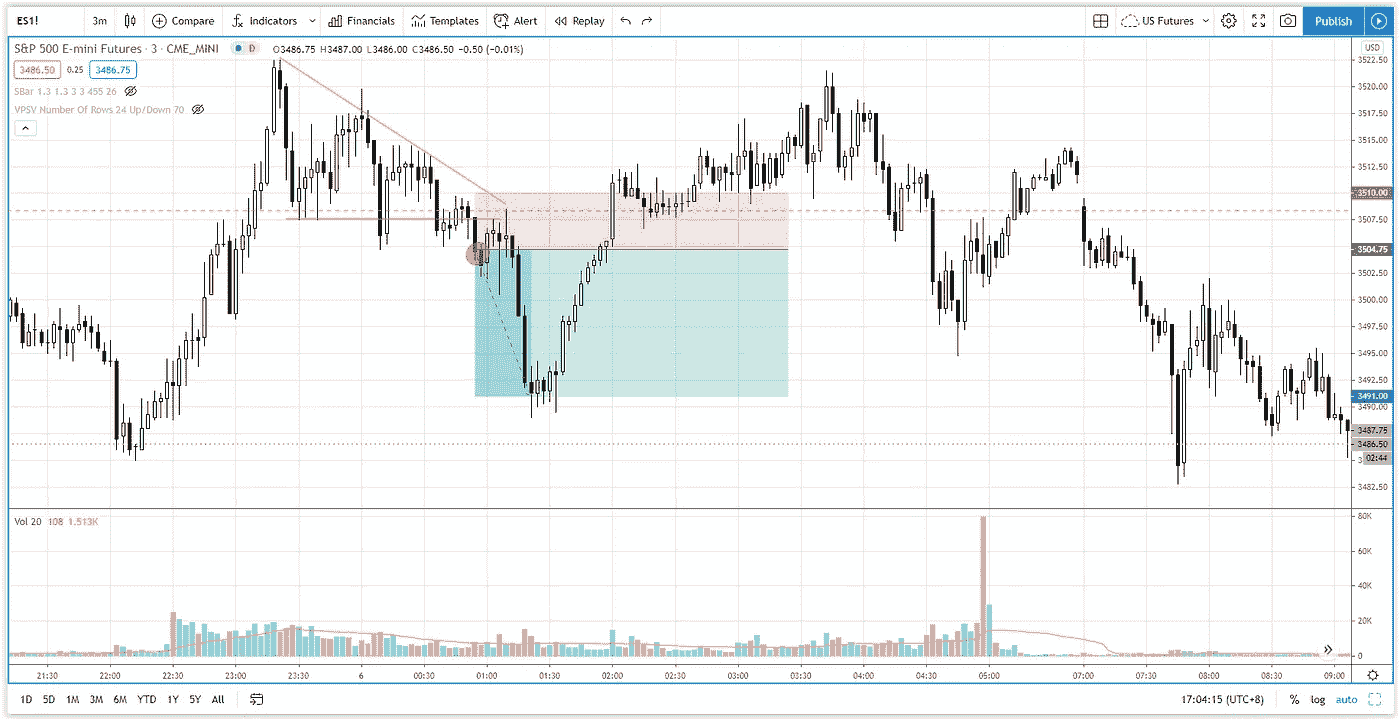 ES1! 3m Compare Indicators Financials Templates Alert Replay US Futures Publish
S&P 500 E-mini Futures · 3 · CME_MINI D O3486.75 H3487.00 L3486.00 C3486.50 -0.50 (-0.01%)
USD
3486.50 0.25 3486.75
SBar 1.3 1.3 3 3 455 26
VPSV Number Of Rows 24 Up/Down 70
3522.50
3520.00
3517.50
3515.00
3512.50
3510.00
3507.50
3504.75
3502.50
3500.00
3497.50
3495.00
3492.50
3491.00
3490.00
3487.75
3486.50
02:44
3482.50
Vol 20 108 1.513K
80K
60K
40K
20K
0
21:30 22:00 22:30 23:00 23:30 6 00:30 01:00 01:30 02:00 02:30 03:00 03:30 04:00 04:30 05:00 07:00 07:30 08:00 08:30 09:00
1D 5D 1M 3M 6M YTD 1Y 5Y All 17:04:15 (UTC+8) % log auto